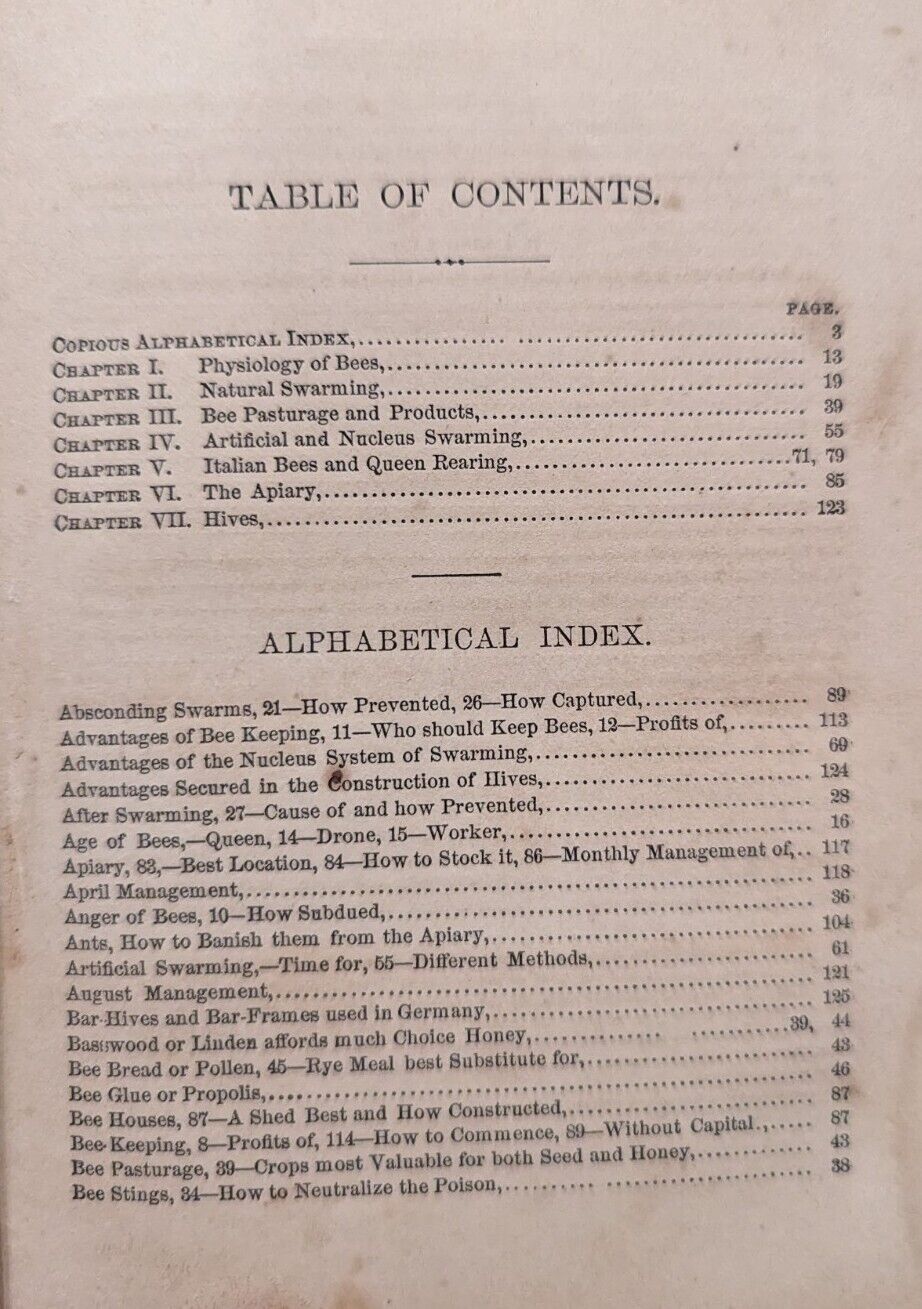 TABLE OF CONTENTS.
PAGE.
COPIOUS ALPHABETICAL INDEX,........................................................ 3
CHAPTER I. Physiology of Bees,........................................................ 13
CHAPTER II. Natural Swarming,........................................................ 19
CHAPTER III. Bee Pasturage and Products,............................................ 39
CHAPTER IV. Artificial and Nucleus Swarming,..................................... 55
CHAPTER V. Italian Bees and Queen Rearing,.................................71, 79
CHAPTER VI. The Apiary,................................................................ 85
CHAPTER VII. Hives,...................................................................... 123
ALPHABETICAL INDEX.
Absconding Swarms, 21—How Prevented, 26—How Captured,.................. 89
Advantages of Bee Keeping, 11—Who should Keep Bees, 12—Profits of,......... 113
Advantages of the Nucleus System of Swarming,............................... 69
Advantages Secured in the Construction of Hives,.............................. 124
After Swarming, 27—Cause of and how Prevented,.............................. 28
Age of Bees,—Queen, 14—Drone, 15—Worker,.................................. 16
Apiary, 83,—Best Location, 84—How to Stock it, 86—Monthly Management of,.. 117
April Management,................................................................ 118
Anger of Bees, 10—How Subdued,................................................ 36
Ants, How to Banish them from the Apiary,.................................... 104
Artificial Swarming,—Time for, 55—Different Methods,........................ 61
August Management,.............................................................. 121
Bar-Hives and Bar-Frames used in Germany,................................... 125
Basswood or Linden affords much Choice Honey,..........................39, 44
Bee Bread or Pollen, 45—Rye Meal best Substitute for,........................ 43
Bee Glue or Propolis,............................................................ 46
Bee Houses, 87—A Shed Best and How Constructed,........................... 87
Bee-Keeping, 8—Profits of, 114—How to Commence, 89—Without Capital.,..... 87
Bee Pasturage, 39—Crops most Valuable for both Seed and Honey,............ 43
Bee Stings, 34—How to Neutralize the Poison,................................. 38